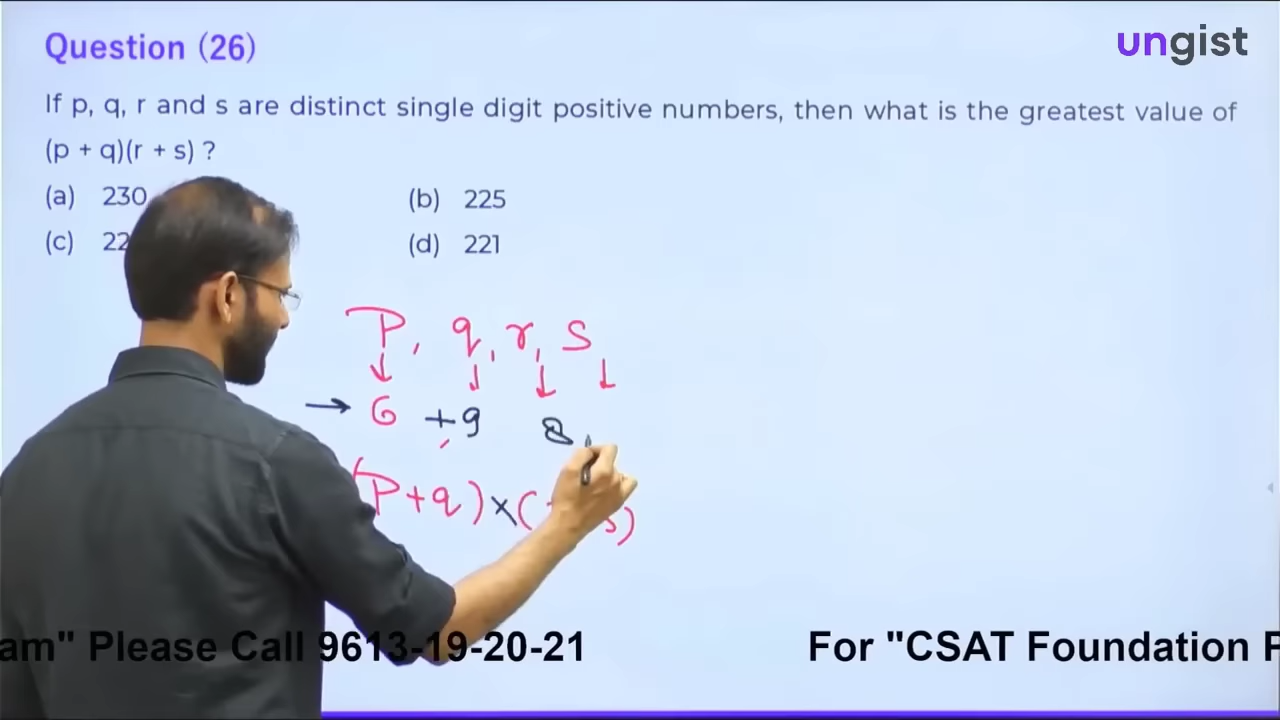 Question (26)
ungist
If p, q, r and s are distinct single digit positive numbers, then what is the greatest value of
(p + q)(r + s) ?
(a) 230
(b) 225
(c) 22
(d) 221
P, q, r, s
→ 6 +9 8
(P+q) × ( s)
am" Please Call 9613-19-20-21
For "CSAT Foundation P